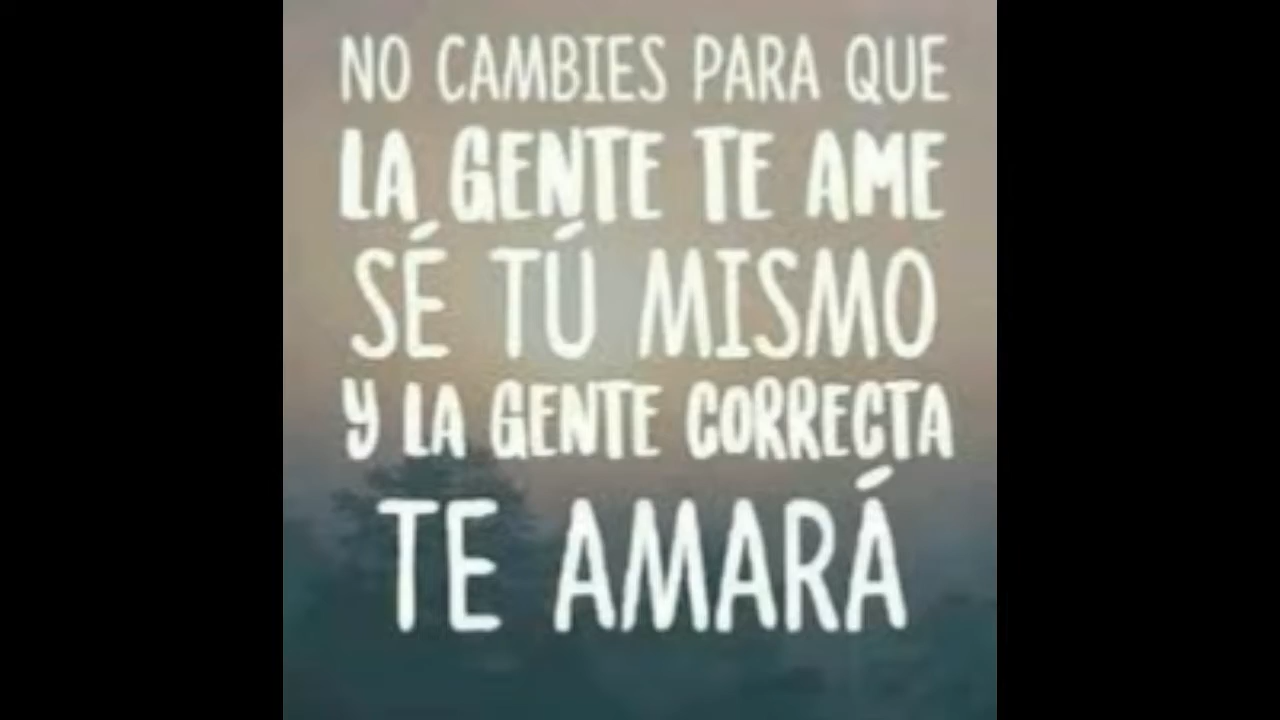 NO CAMBIES PARA QUE
LA GENTE TE AME
SÉ TÚ MISMO
Y LA GENTE CORRECTA
TE AMARÁ